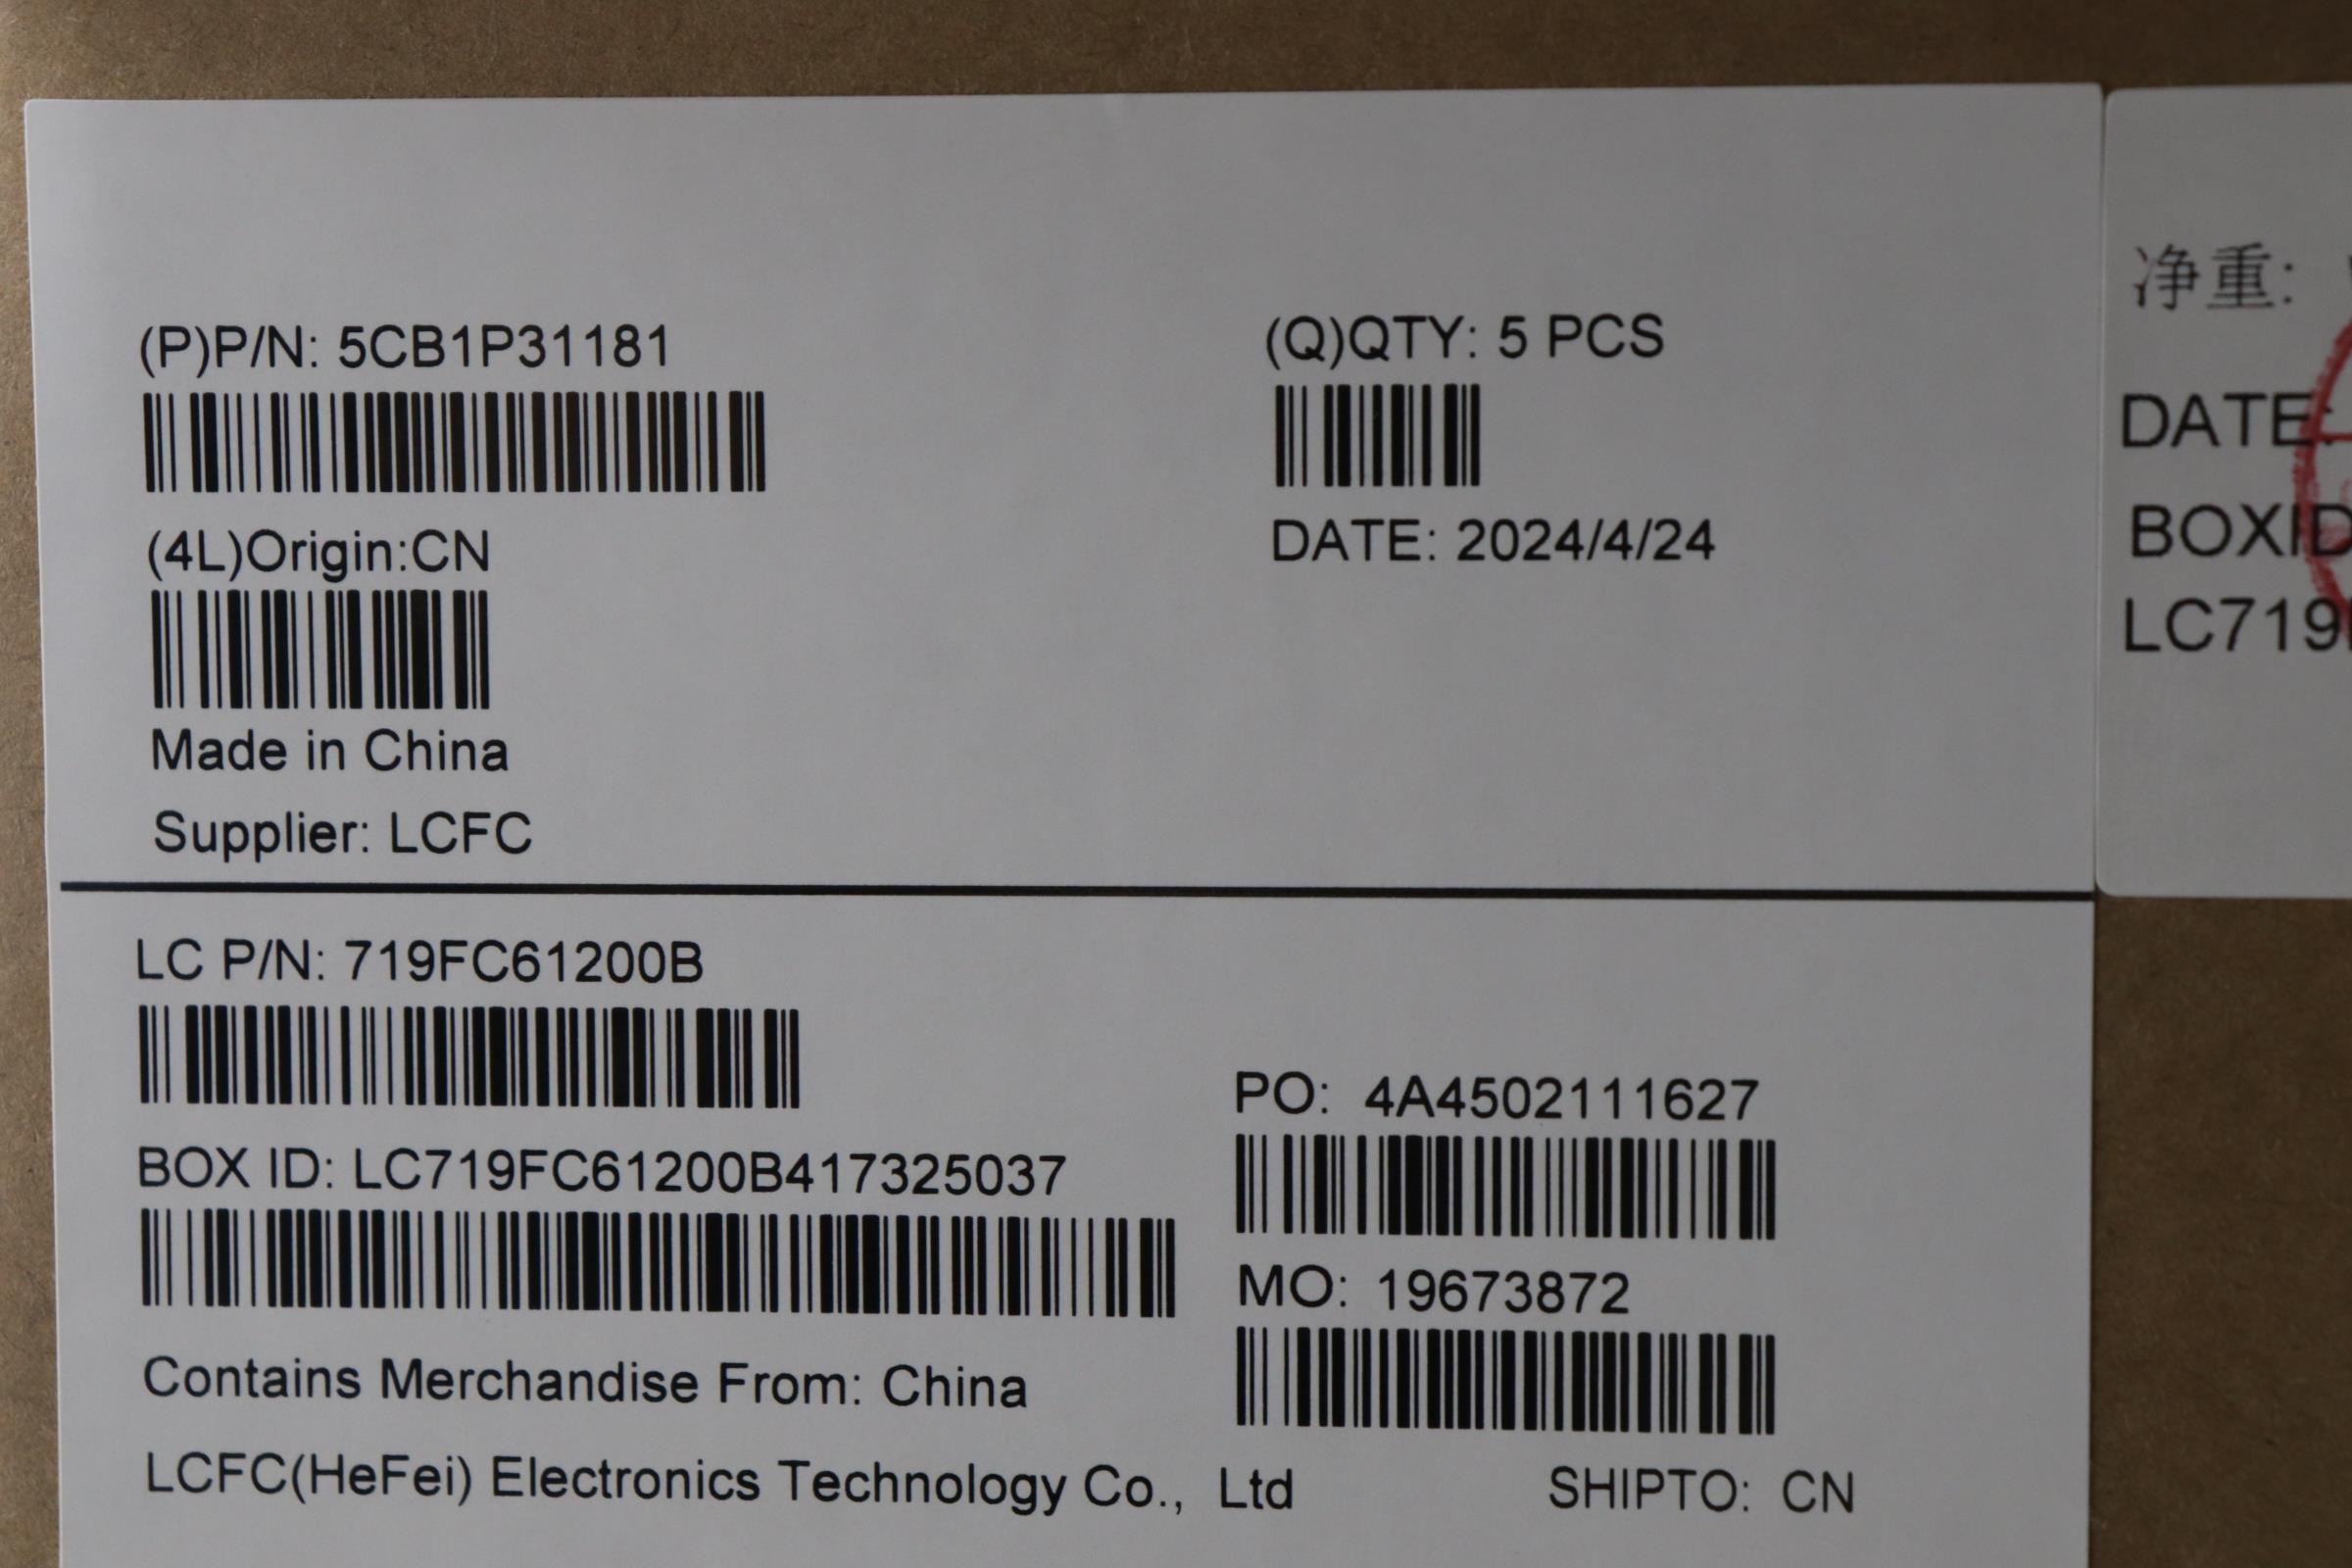 (P)P/N: 5CB1P31181
(Q)QTY: 5 PCS
(4L)Origin:CN
DATE: 2024/4/24
Made in China
Supplier: LCFC
LC P/N: 719FC61200B
PO: 4A4502111627
BOX ID: LC719FC61200B417325037
MO: 19673872
Contains Merchandise From: China
LCFC(HeFei) Electronics Technology Co., Ltd
SHIPTO: CN
净重:
DATE:
BOXID
LC719